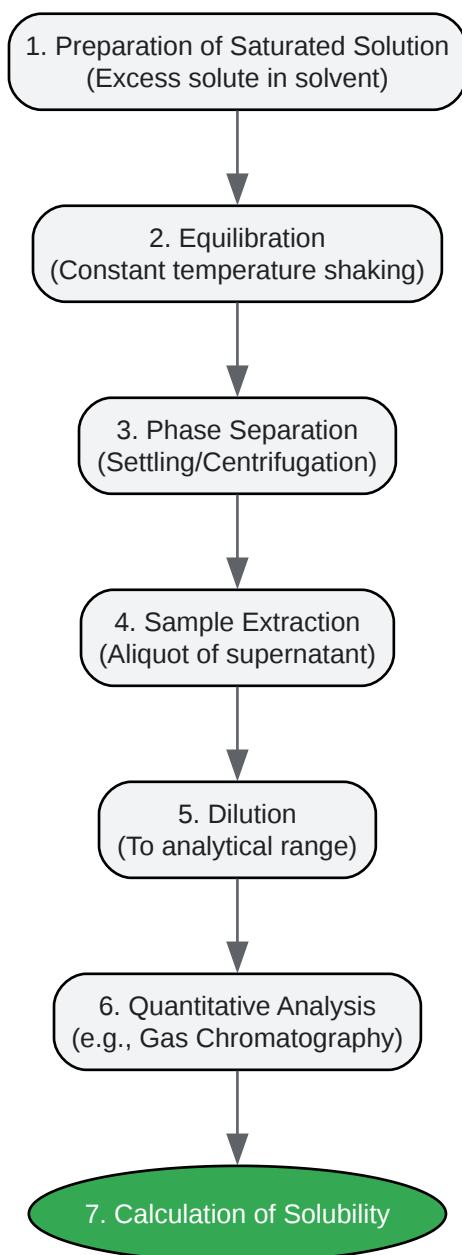 1. Preparation of Saturated Solution
(Excess solute in solvent)
2. Equilibration
(Constant temperature shaking)
3. Phase Separation
(Settling/Centrifugation)
4. Sample Extraction
(Aliquot of supernatant)
5. Dilution
(To analytical range)
6. Quantitative Analysis
(e.g., Gas Chromatography)
7. Calculation of Solubility